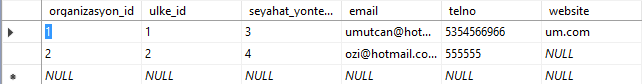 organizasyon_id ulke_id seyahat_yonte... email telno website
1 1 3 umutcan@hot... 5354566966 um.com
2 2 4 ozi@hotmail.co... 555555 NULL
NULL NULL NULL NULL NULL NULL